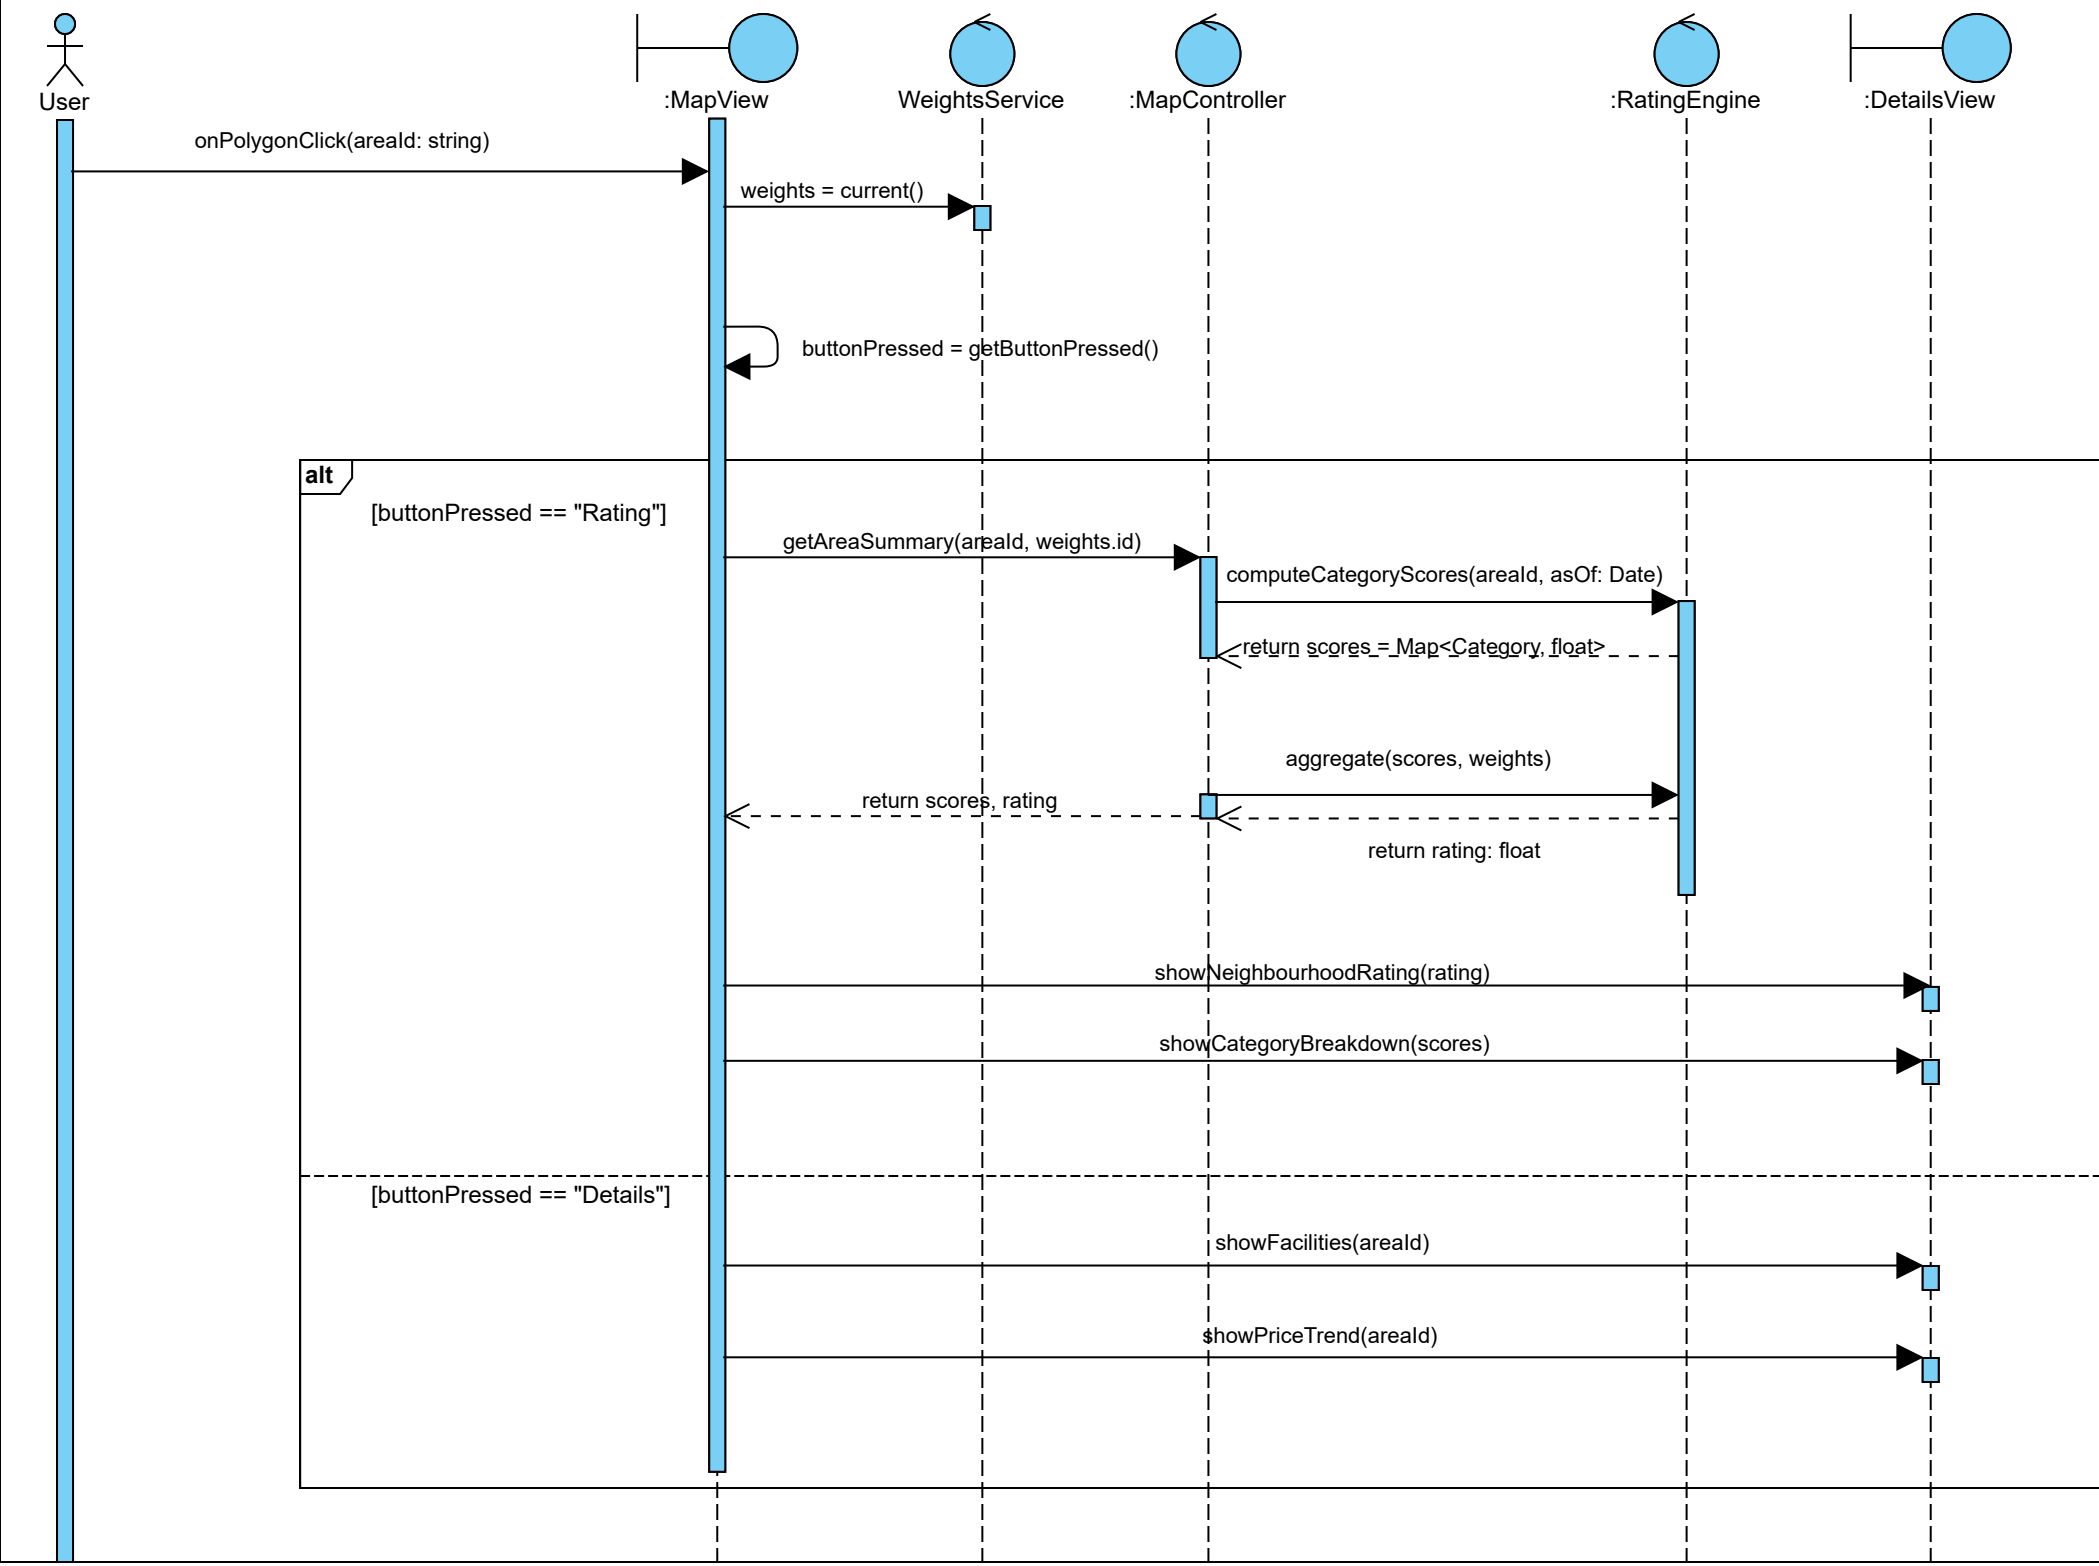 User
:MapView
WeightsService
:MapController
:RatingEngine
:DetailsView
onPolygonClick(areaId: string)
weights = current()
buttonPressed = getButtonPressed()
alt
[buttonPressed == "Rating"]
getAreaSummary(areaId, weights.id)
computeCategoryScores(areaId, asOf: Date)
return scores = Map<Category, float>
aggregate(scores, weights)
return scores, rating
return rating: float
showNeighbourhoodRating(rating)
showCategoryBreakdown(scores)
[buttonPressed == "Details"]
showFacilities(areaId)
showPriceTrend(areaId)